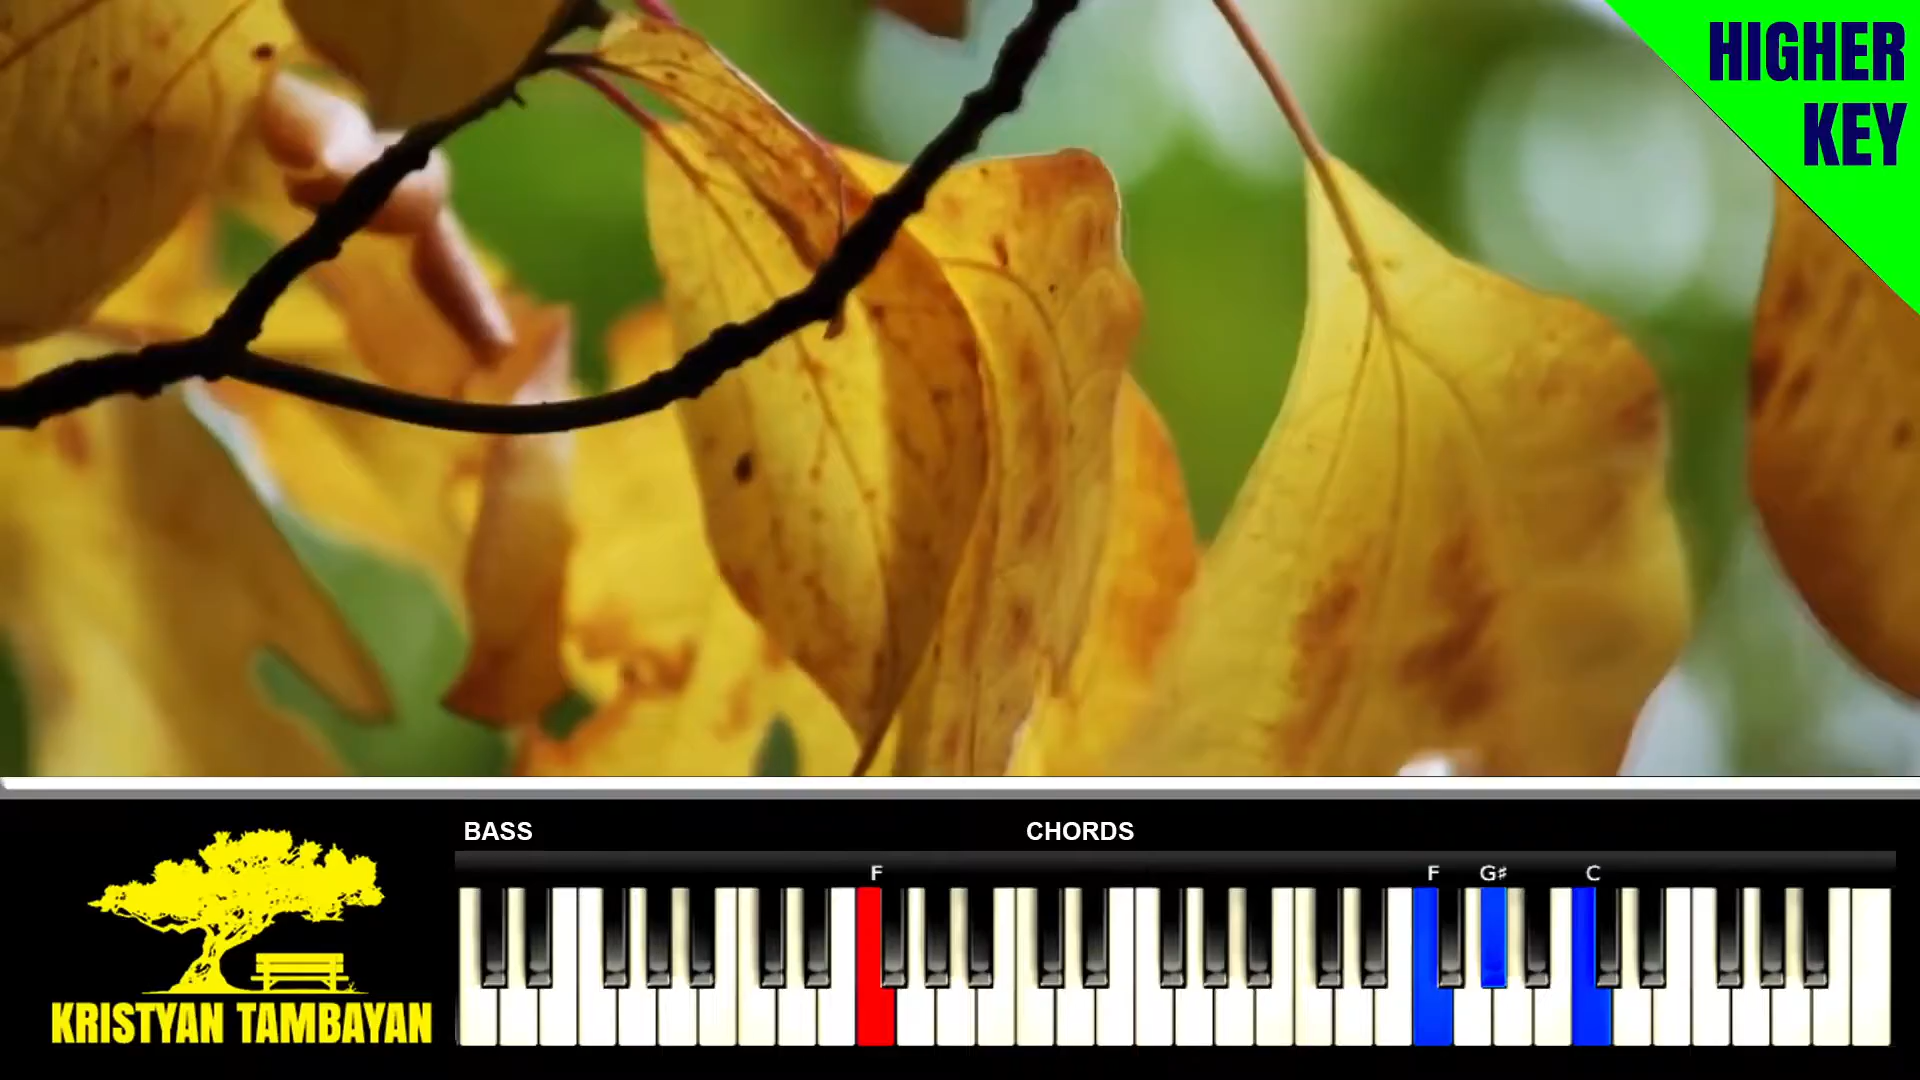 HIGHER
KEY
BASS
CHORDS
F
F
G♯
C
KRISTYAN TAMBAYAN